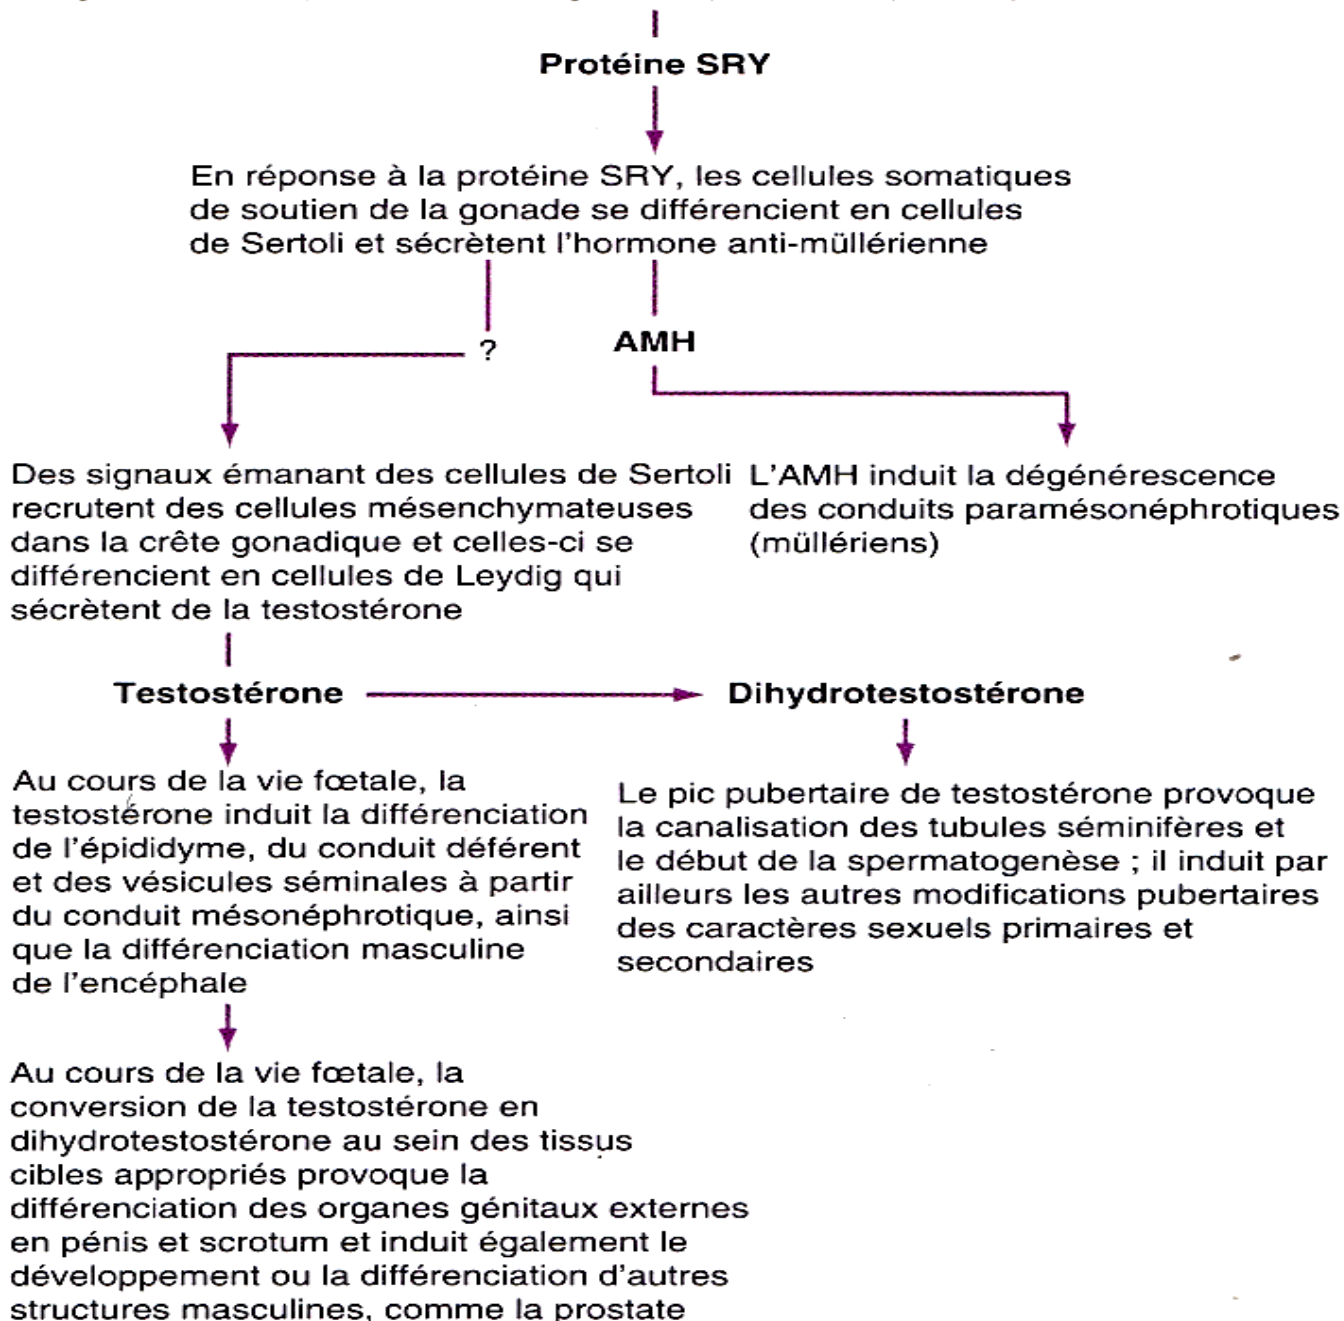 Protéine SRY
En réponse à la protéine SRY, les cellules somatiques
de soutien de la gonade se différencient en cellules
de Sertoli et sécrètent l'hormone anti-müllérienne
?
AMH
Des signaux émanant des cellules de Sertoli
recrutent des cellules mésenchymateuses
dans la crête gonadique et celles-ci se
différencient en cellules de Leydig qui
sécrètent de la testostérone
L'AMH induit la dégénérescence
des conduits paramésonéphrotiques
(müllériens)
Testostérone
Dihydrotestostérone
Au cours de la vie fœtale, la
testostérone induit la différenciation
de l'épididyme, du conduit déférent
et des vésicules séminales à partir
du conduit mésonéphrotique, ainsi
que la différenciation masculine
de l'encéphale
Le pic pubertaire de testostérone provoque
la canalisation des tubules séminifères et
le début de la spermatogenèse ; il induit par
ailleurs les autres modifications pubertaires
des caractères sexuels primaires et
secondaires
Au cours de la vie fœtale, la
conversion de la testostérone en
dihydrotestostérone au sein des tissus
cibles appropriés provoque la
différenciation des organes génitaux externes
en pénis et scrotum et induit également le
développement ou la différenciation d'autres
structures masculines, comme la prostate